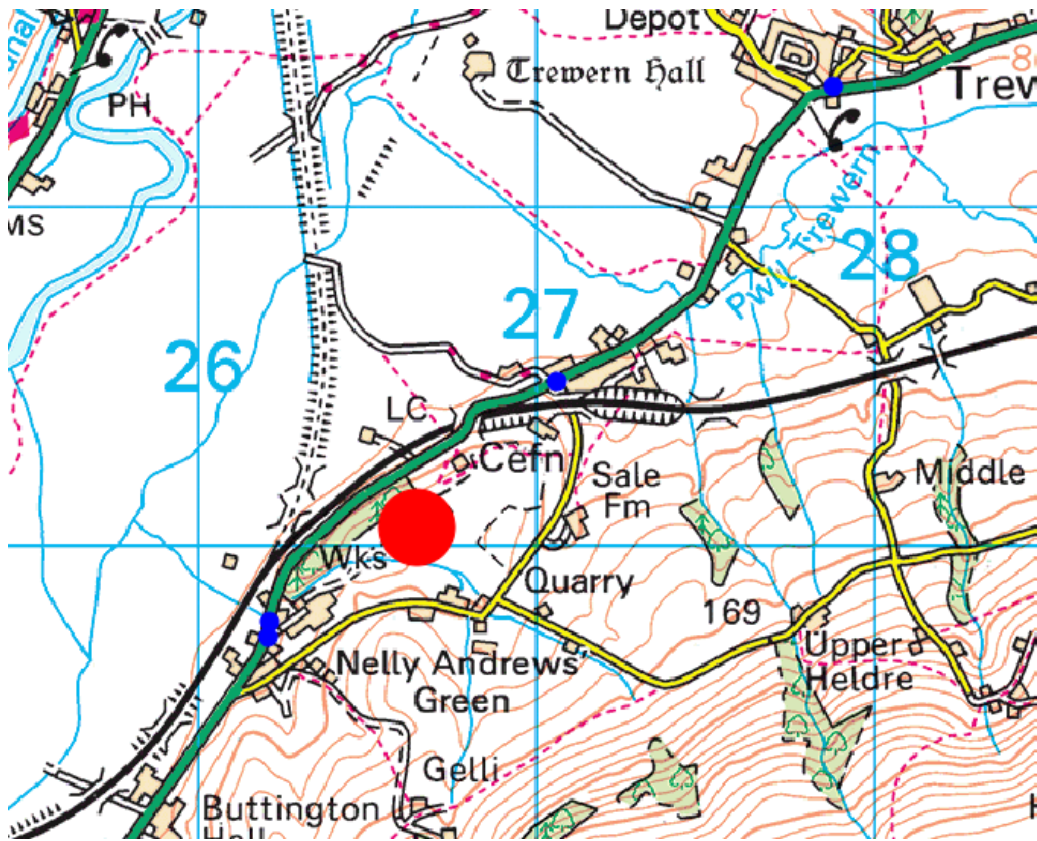 Depot
Trewern Hall
Trew
PH
MS
Pwll Trewern
28
27
26
LC
Cefn
Sale
Fm
Middle
Wks
Quarry
169
Nelly Andrews'
Green
Upper
Heldre
Gelli
Buttington
Hall